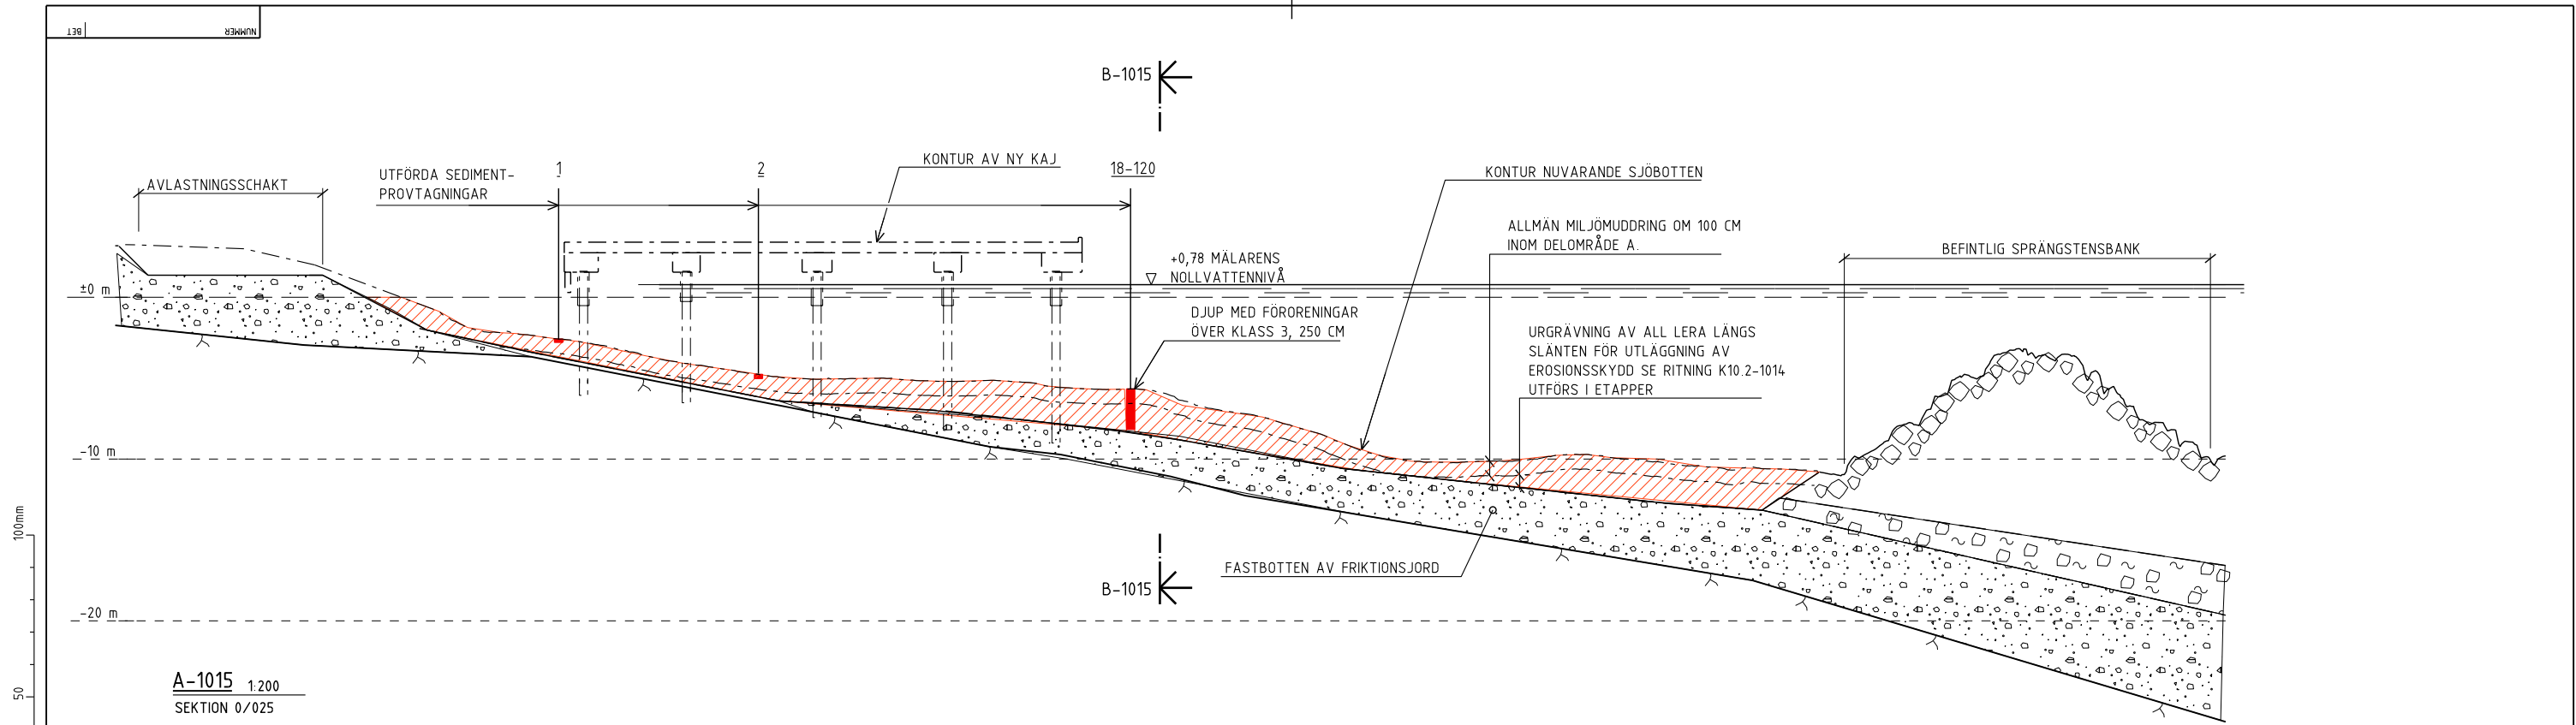 BET NUMMER
B-1015
1
2
18-120
KONTUR AV NY KAJ
UTFÖRDA SEDIMENT-
PROVTAGNINGAR
AVLASTNINGSSCHAKT
KONTUR NUVARANDE SJÖBOTTEN
ALLMÄN MILJÖMUDDRING OM 100 CM
INOM DELOMRÅDE A.
BEFINTLIG SPRÄNGSTENSBANK
+0,78 MÄLARENS
NOLLVATTENNIVÅ
±0 m
DJUP MED FÖRORENINGAR
ÖVER KLASS 3, 250 CM
URGRÄVNING AV ALL LERA LÄNGS
SLÄNTEN FÖR UTLÄGGNING AV
EROSIONSSKYDD SE RITNING K10.2-1014
UTFÖRS I ETAPPER
-10 m
100mm
FASTBOTTEN AV FRIKTIONSJORD
B-1015
-20 m
50
A-1015 1:200
SEKTION 0/025